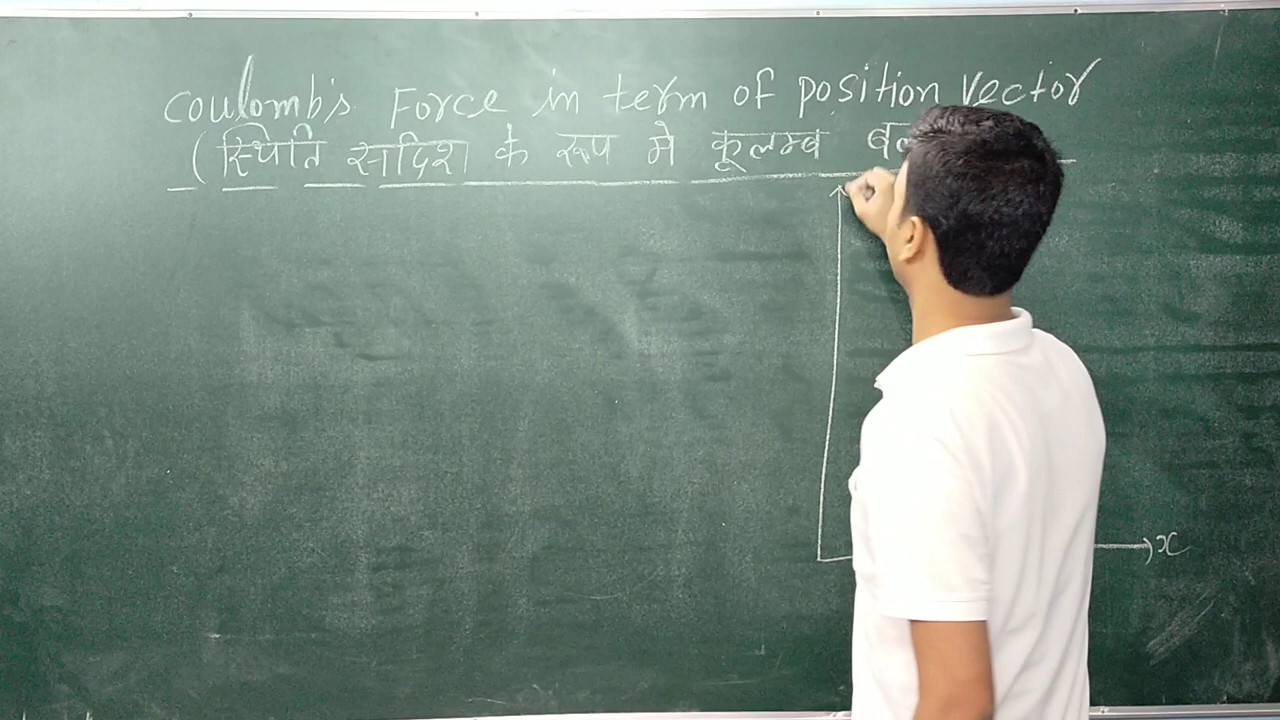 Coulomb's Force in term of position vector
(स्थिति सदिश के रूप मे कूलम्ब
x